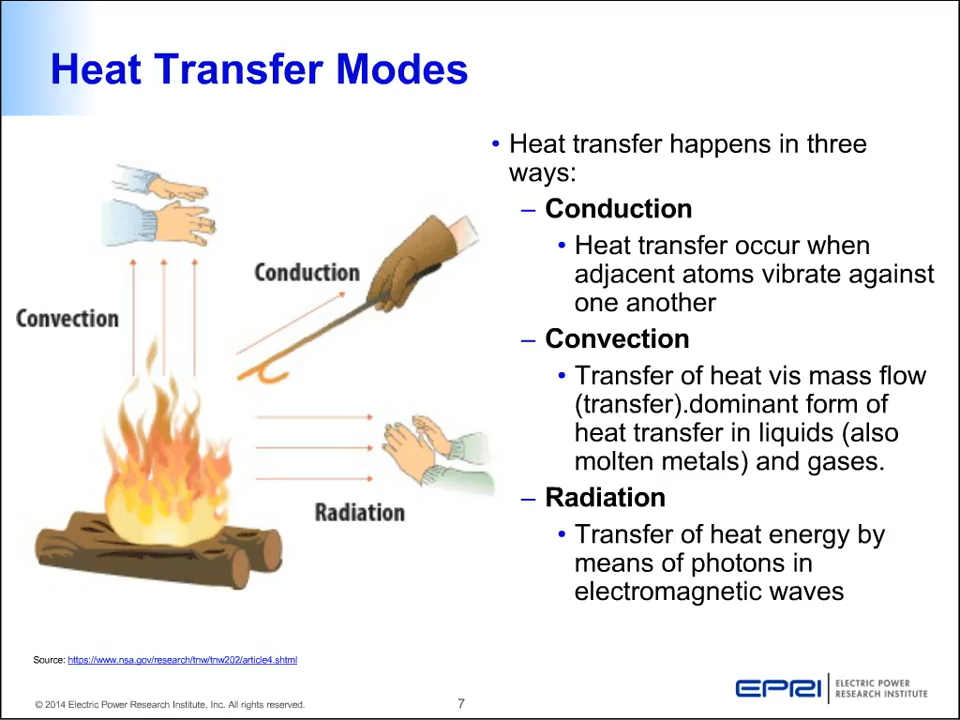 Heat Transfer Modes
Convection
Conduction
Radiation
• Heat transfer happens in three
ways:
– Conduction
• Heat transfer occur when
adjacent atoms vibrate against
one another
– Convection
• Transfer of heat vis mass flow
(transfer).dominant form of
heat transfer in liquids (also
molten metals) and gases.
– Radiation
• Transfer of heat energy by
means of photons in
electromagnetic waves
Source: https://www.nsa.gov/research/tnw/tnw202/article4.shtml
© 2014 Electric Power Research Institute, Inc. All rights reserved.
7
EPRI
ELECTRIC POWER
RESEARCH INSTITUTE